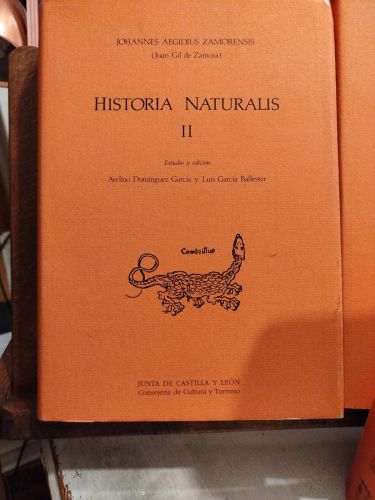 JOHANNES AEGIDIUS ZAMORENSIS
(Juan Gil de Zamora)
HISTORIA NATURALIS
II
Estudio y edición
Avelino Domínguez García y Luis García Ballester
JUNTA DE CASTILLA Y LEÓN
Consejería de Cultura y Turismo